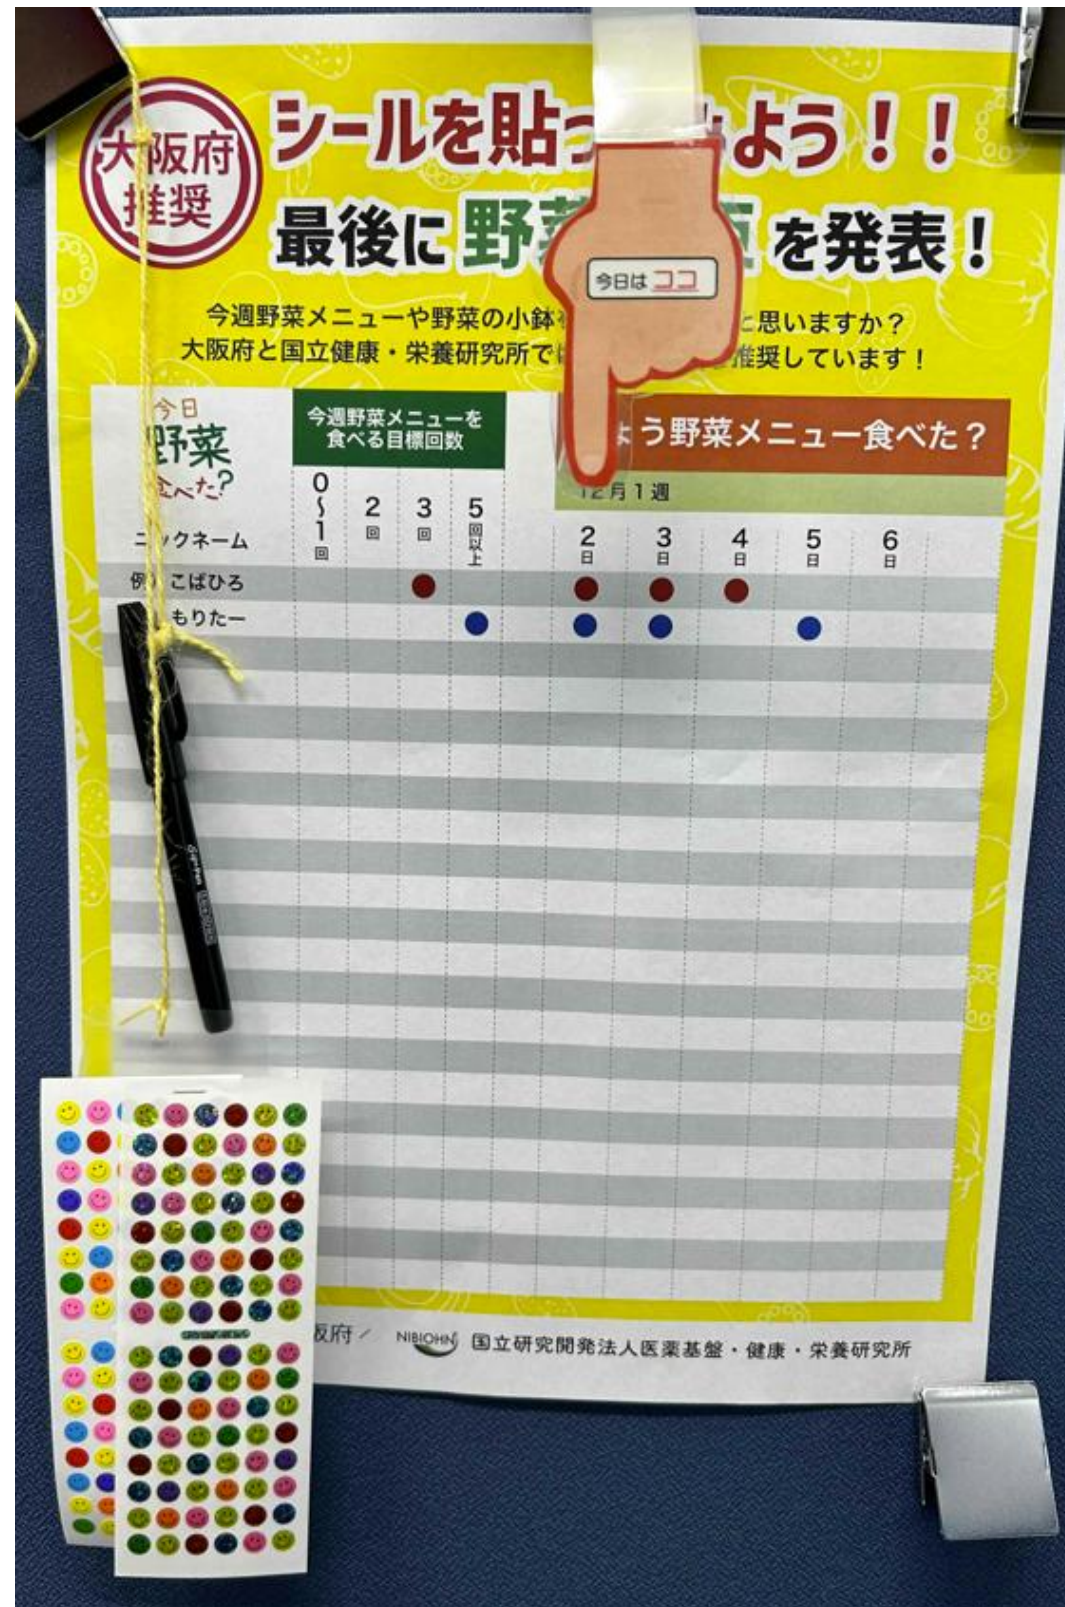 大阪府
推奨
シールを貼っ よう！！
最後に 野菜 を発表！
今日は ココ
今週野菜メニューや野菜の小鉢 と思いますか？
大阪府と国立健康・栄養研究所では 推奨しています！
今日
野菜
食べた?
今週野菜メニューを
食べる目標回数
ょう野菜メニュー食べた？
12月1週
0〜1回 2回 3回 5回以上 2日 3日 4日 5日 6日
ニックネーム
例）こばひろ
もりたー
阪府／ NIBIOHN 国立研究開発法人医薬基盤・健康・栄養研究所